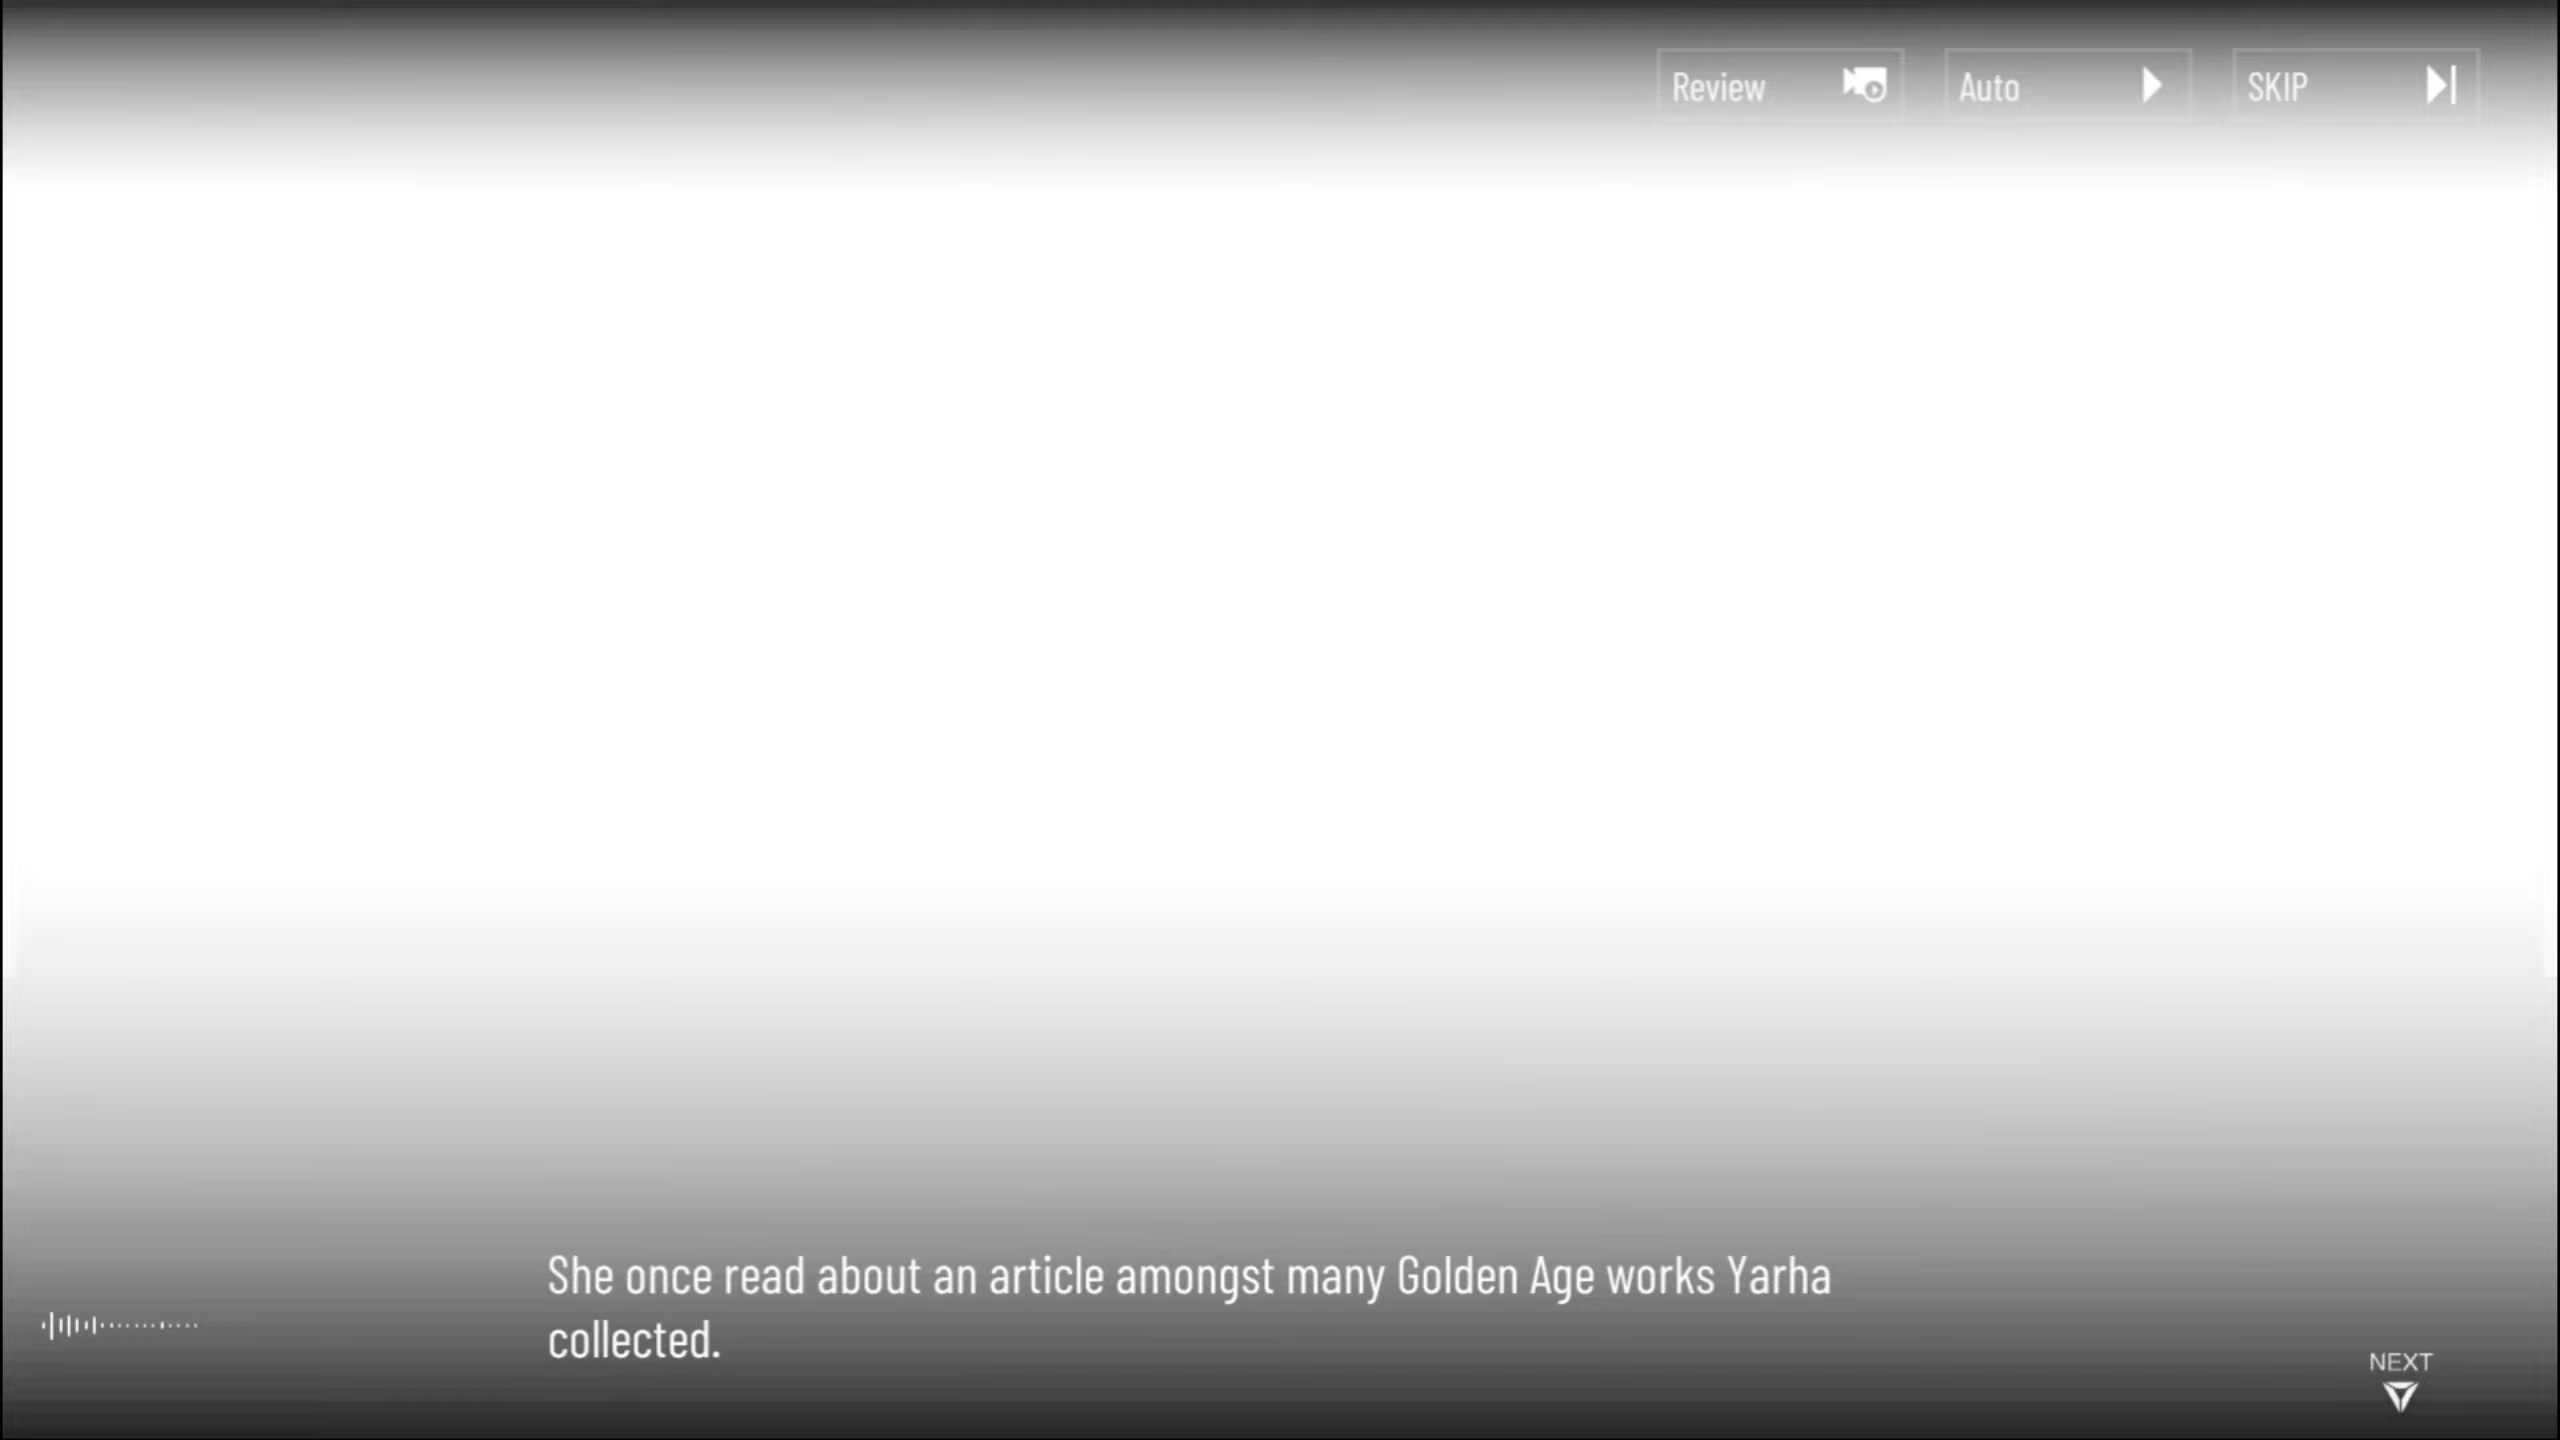 Review
Auto
SKIP
She once read about an article amongst many Golden Age works Yarha
collected.
NEXT